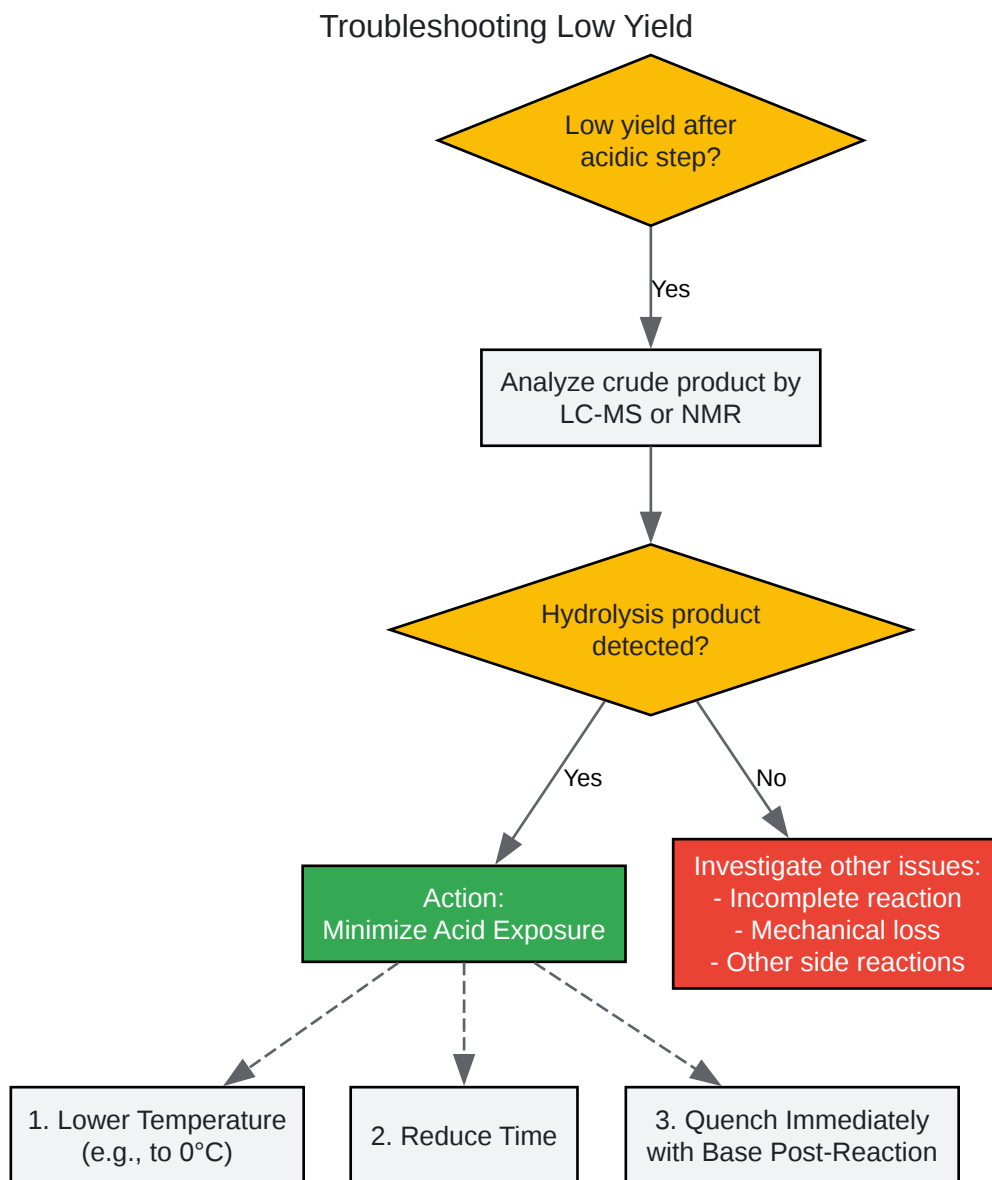 Troubleshooting Low Yield
Low yield after
acidic step?
Yes
Analyze crude product by
LC-MS or NMR
Hydrolysis product
detected?
Yes
No
Action:
Minimize Acid Exposure
Investigate other issues:
- Incomplete reaction
- Mechanical loss
- Other side reactions
1. Lower Temperature
(e.g., to 0°C)
2. Reduce Time
3. Quench Immediately
with Base Post-Reaction